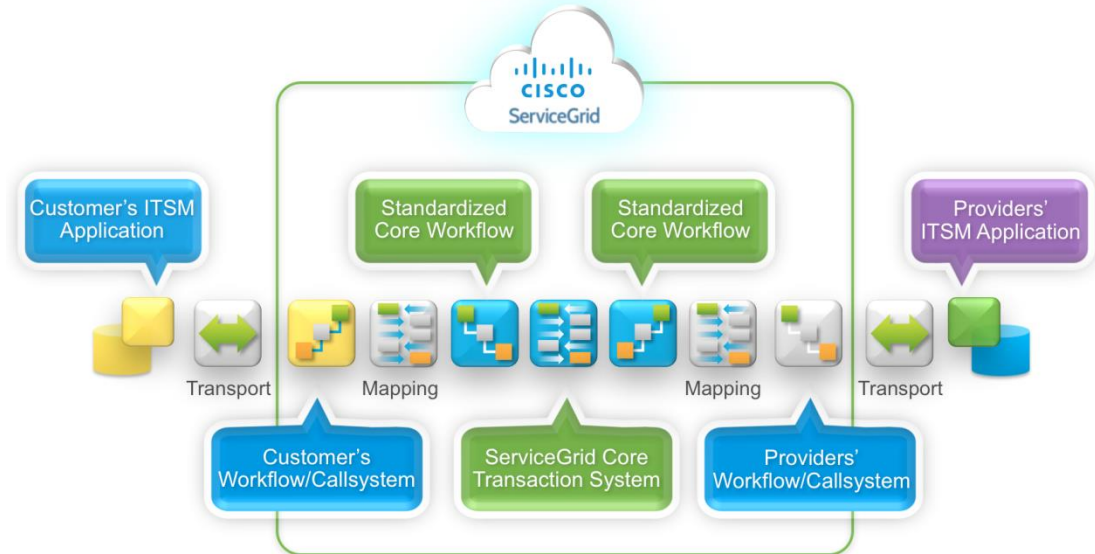 CISCO
ServiceGrid
Customer's ITSM
Application
Standardized
Core Workflow
Standardized
Core Workflow
Providers'
ITSM Application
Transport
Mapping
Mapping
Transport
Customer's
Workflow/Callsystem
ServiceGrid Core
Transaction System
Providers'
Workflow/Callsystem